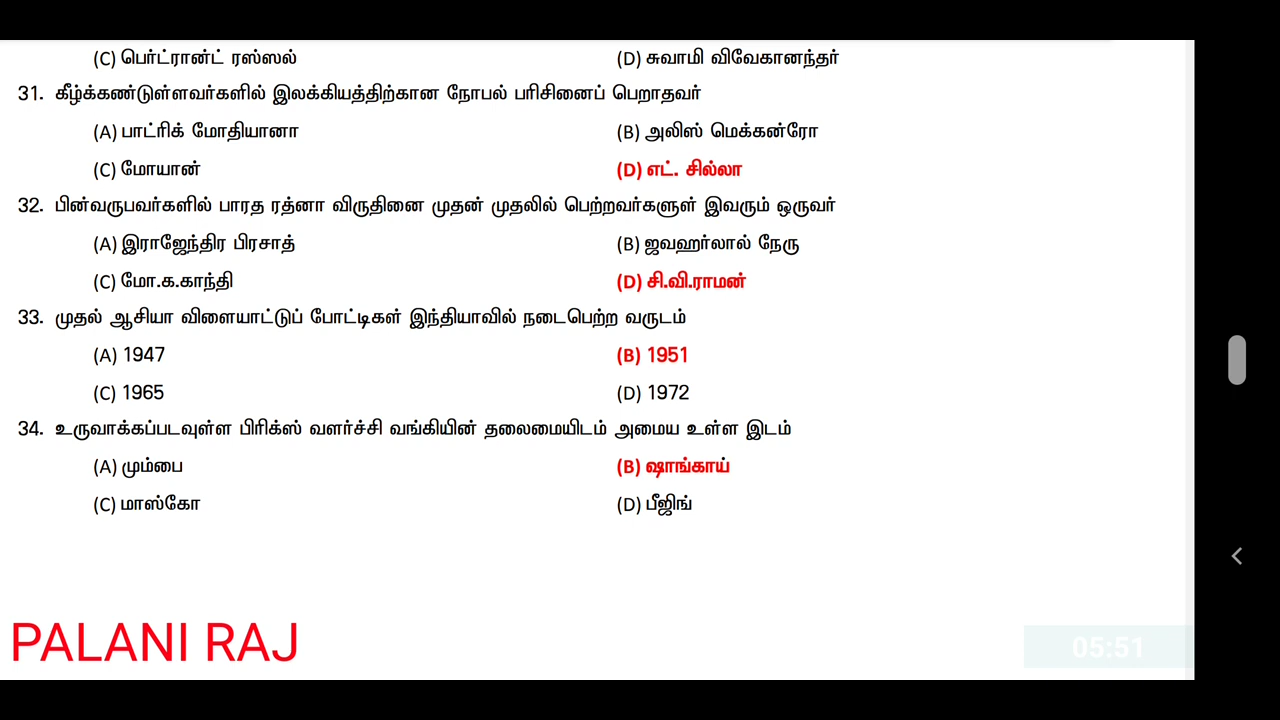 (C) பெர்ட்ரான்ட் ரஸ்ஸல் (D) சுவாமி விவேகானந்தர்
31. கீழ்க்கண்டுள்ளவர்களில் இலக்கியத்திற்கான நோபல் பரிசினைப் பெறாதவர்
(A) பாட்ரிக் மோதியானா (B) அலிஸ் மெக்கன்ரோ
(C) மோயான் (D) எட். சில்லா
32. பின்வருபவர்களில் பாரத ரத்னா விருதினை முதன் முதலில் பெற்றவர்களுள் இவரும் ஒருவர்
(A) இராஜேந்திர பிரசாத் (B) ஜவஹர்லால் நேரு
(C) மோ.க.காந்தி (D) சி.வி.ராமன்
33. முதல் ஆசியா விளையாட்டுப் போட்டிகள் இந்தியாவில் நடைபெற்ற வருடம்
(A) 1947 (B) 1951
(C) 1965 (D) 1972
34. உருவாக்கப்படவுள்ள பிரிக்ஸ் வளர்ச்சி வங்கியின் தலைமையிடம் அமைய உள்ள இடம்
(A) மும்பை (B) ஷாங்காய்
(C) மாஸ்கோ (D) பீஜிங்
PALANI RAJ 05:51